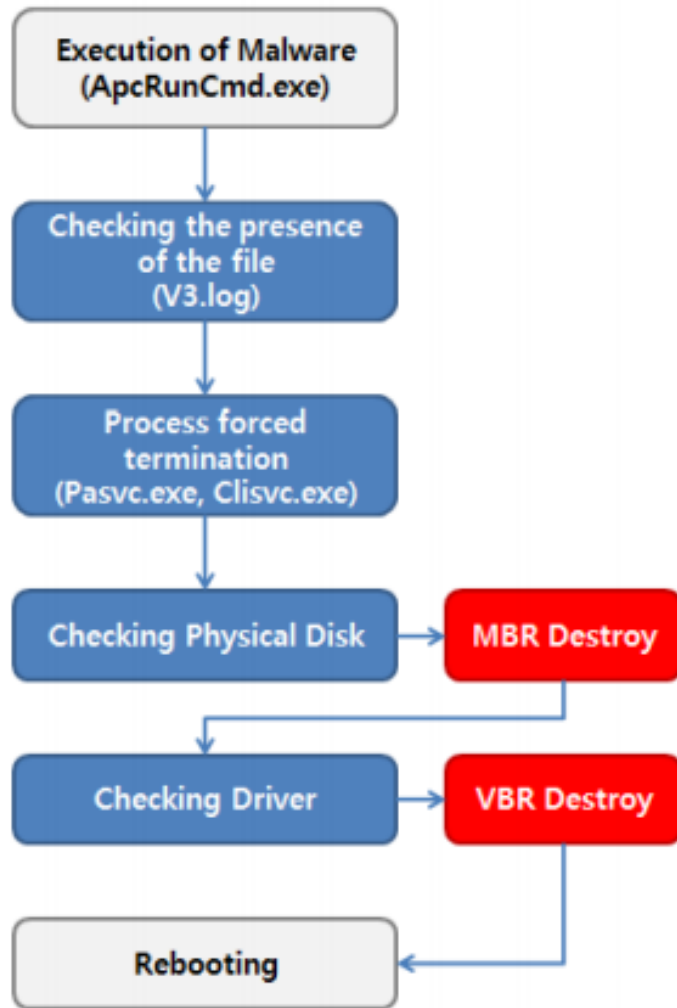 Execution of Malware
(ApcRunCmd.exe)
Checking the presence
of the file
(V3.log)
Process forced
termination
(Pasvc.exe, Clisvc.exe)
Checking Physical Disk
MBR Destroy
Checking Driver
VBR Destroy
Rebooting